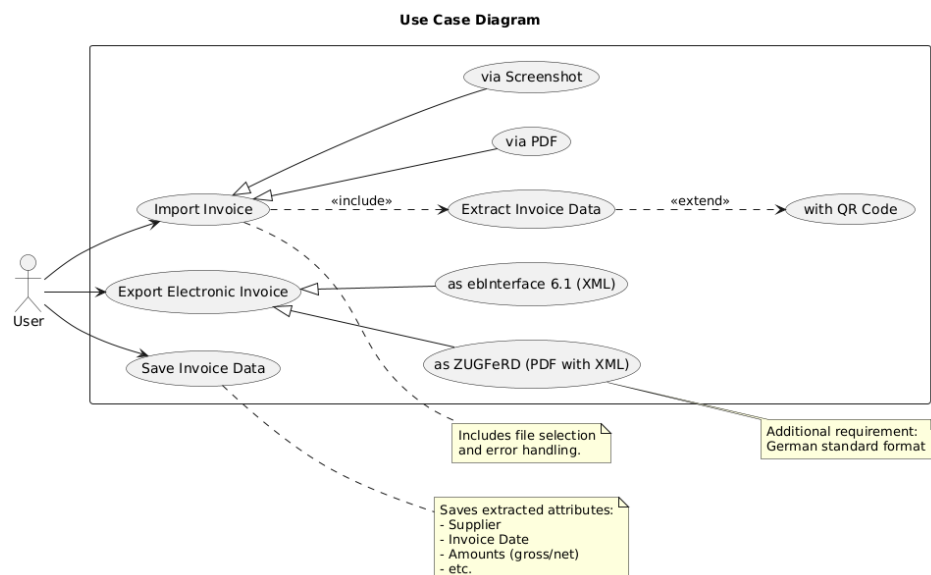 Use Case Diagram
via Screenshot
via PDF
Import Invoice
«include»
Extract Invoice Data
«extend»
with QR Code
User
Export Electronic Invoice
as ebInterface 6.1 (XML)
as ZUGFeRD (PDF with XML)
Save Invoice Data
Includes file selection
and error handling.
Additional requirement:
German standard format
Saves extracted attributes:
- Supplier
- Invoice Date
- Amounts (gross/net)
- etc.